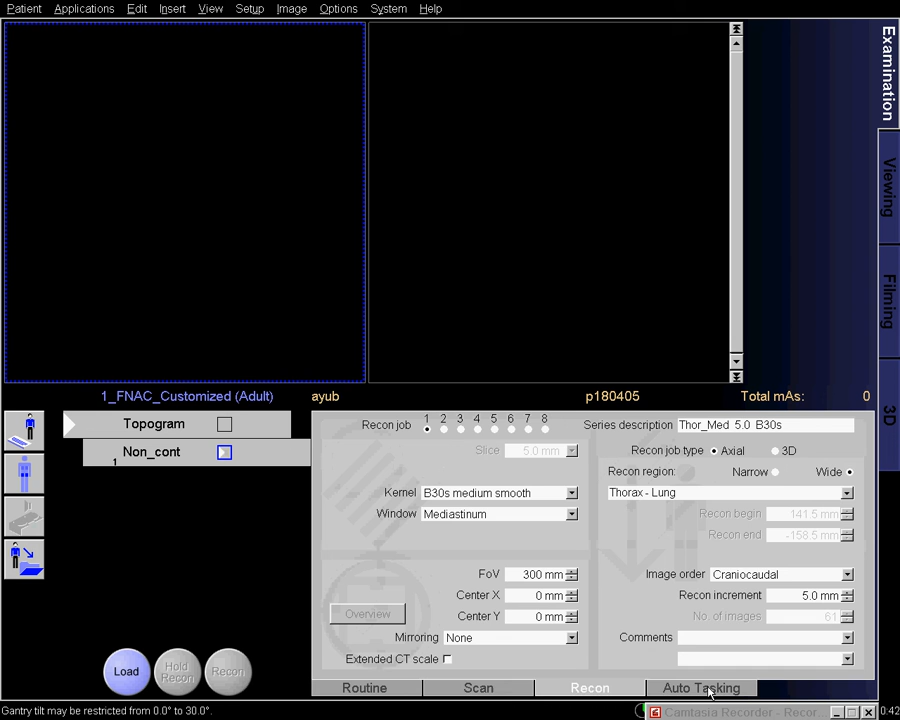 Patient Applications Edit Insert View Setup Image Options System Help
Examination
Viewing
Filming
3D
1_FNAC_Customized (Adult) ayub p180405 Total mAs: 0
Topogram
1 Non_cont
Load
Hold Recon
Recon
Recon job 1 2 3 4 5 6 7 8
Slice 5.0 mm
Kernel B30s medium smooth
Window Mediastinum
FoV 300 mm
Overview
Center X 0 mm
Center Y 0 mm
Mirroring None
Extended CT scale
Series description Thor_Med 5.0 B30s
Recon job type Axial 3D
Recon region: Narrow Wide
Thorax - Lung
Recon begin 141.5 mm
Recon end -158.5 mm
Image order Craniocaudal
Recon increment 5.0 mm
No. of images 61
Comments
Routine Scan Recon Auto Tasking
Gantry tilt may be restricted from 0.0° to 30.0°.
Camtasia Recorder - Recor
0:42